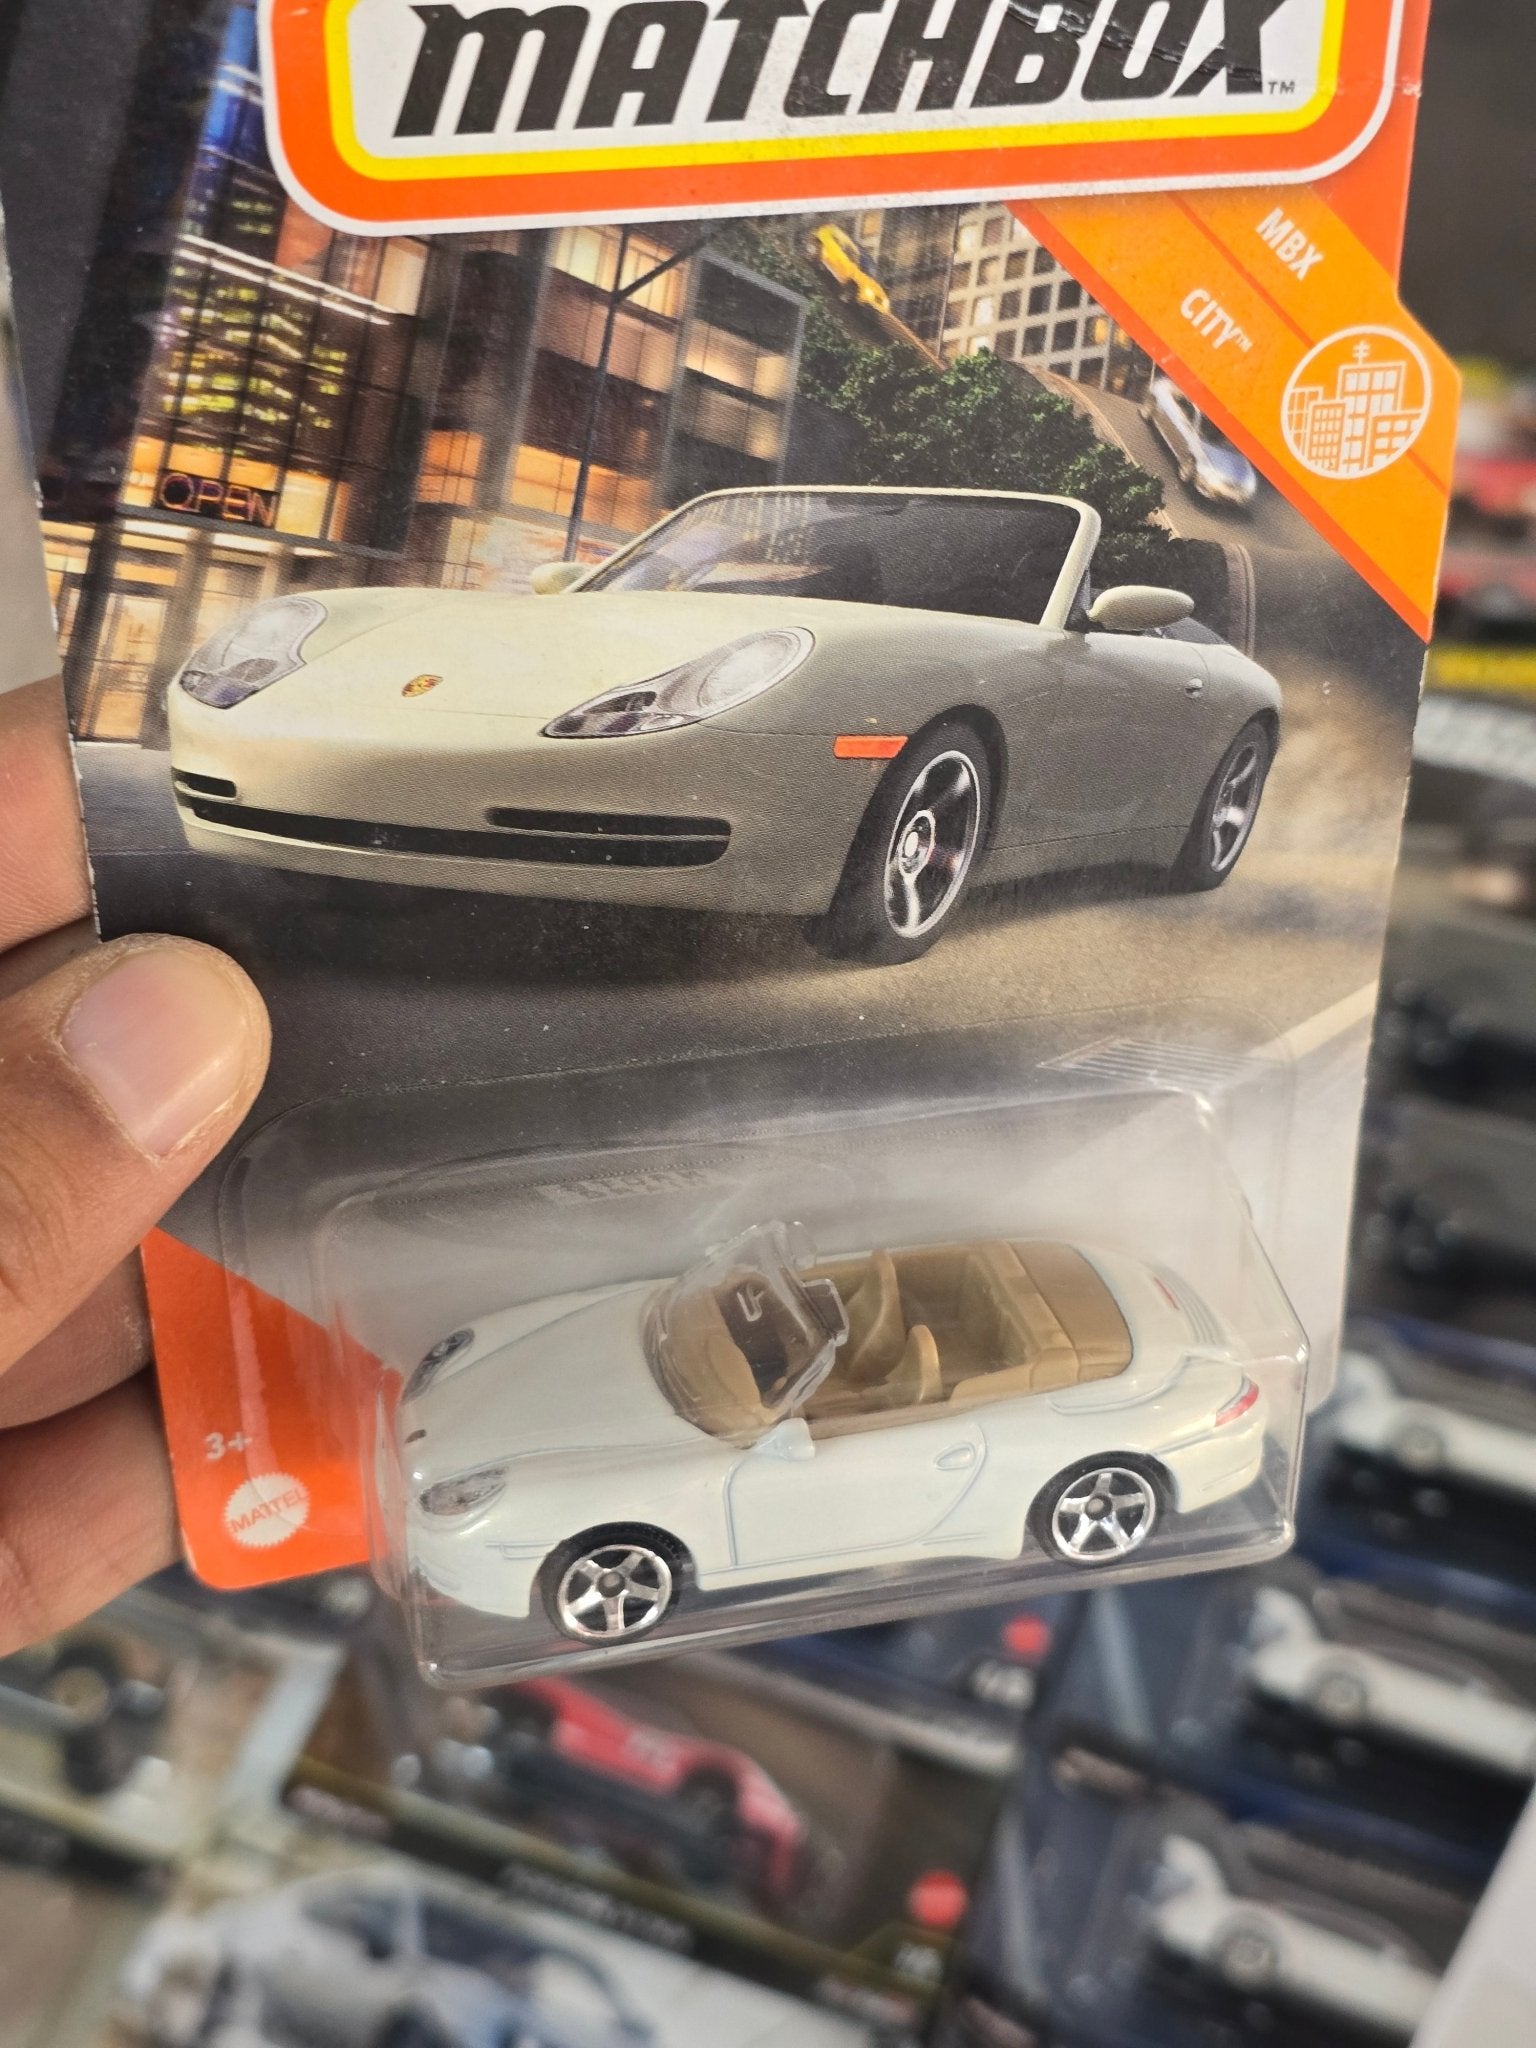 MATCHBOX™
MBX
CITY™
OPEN
3+
MATTEL